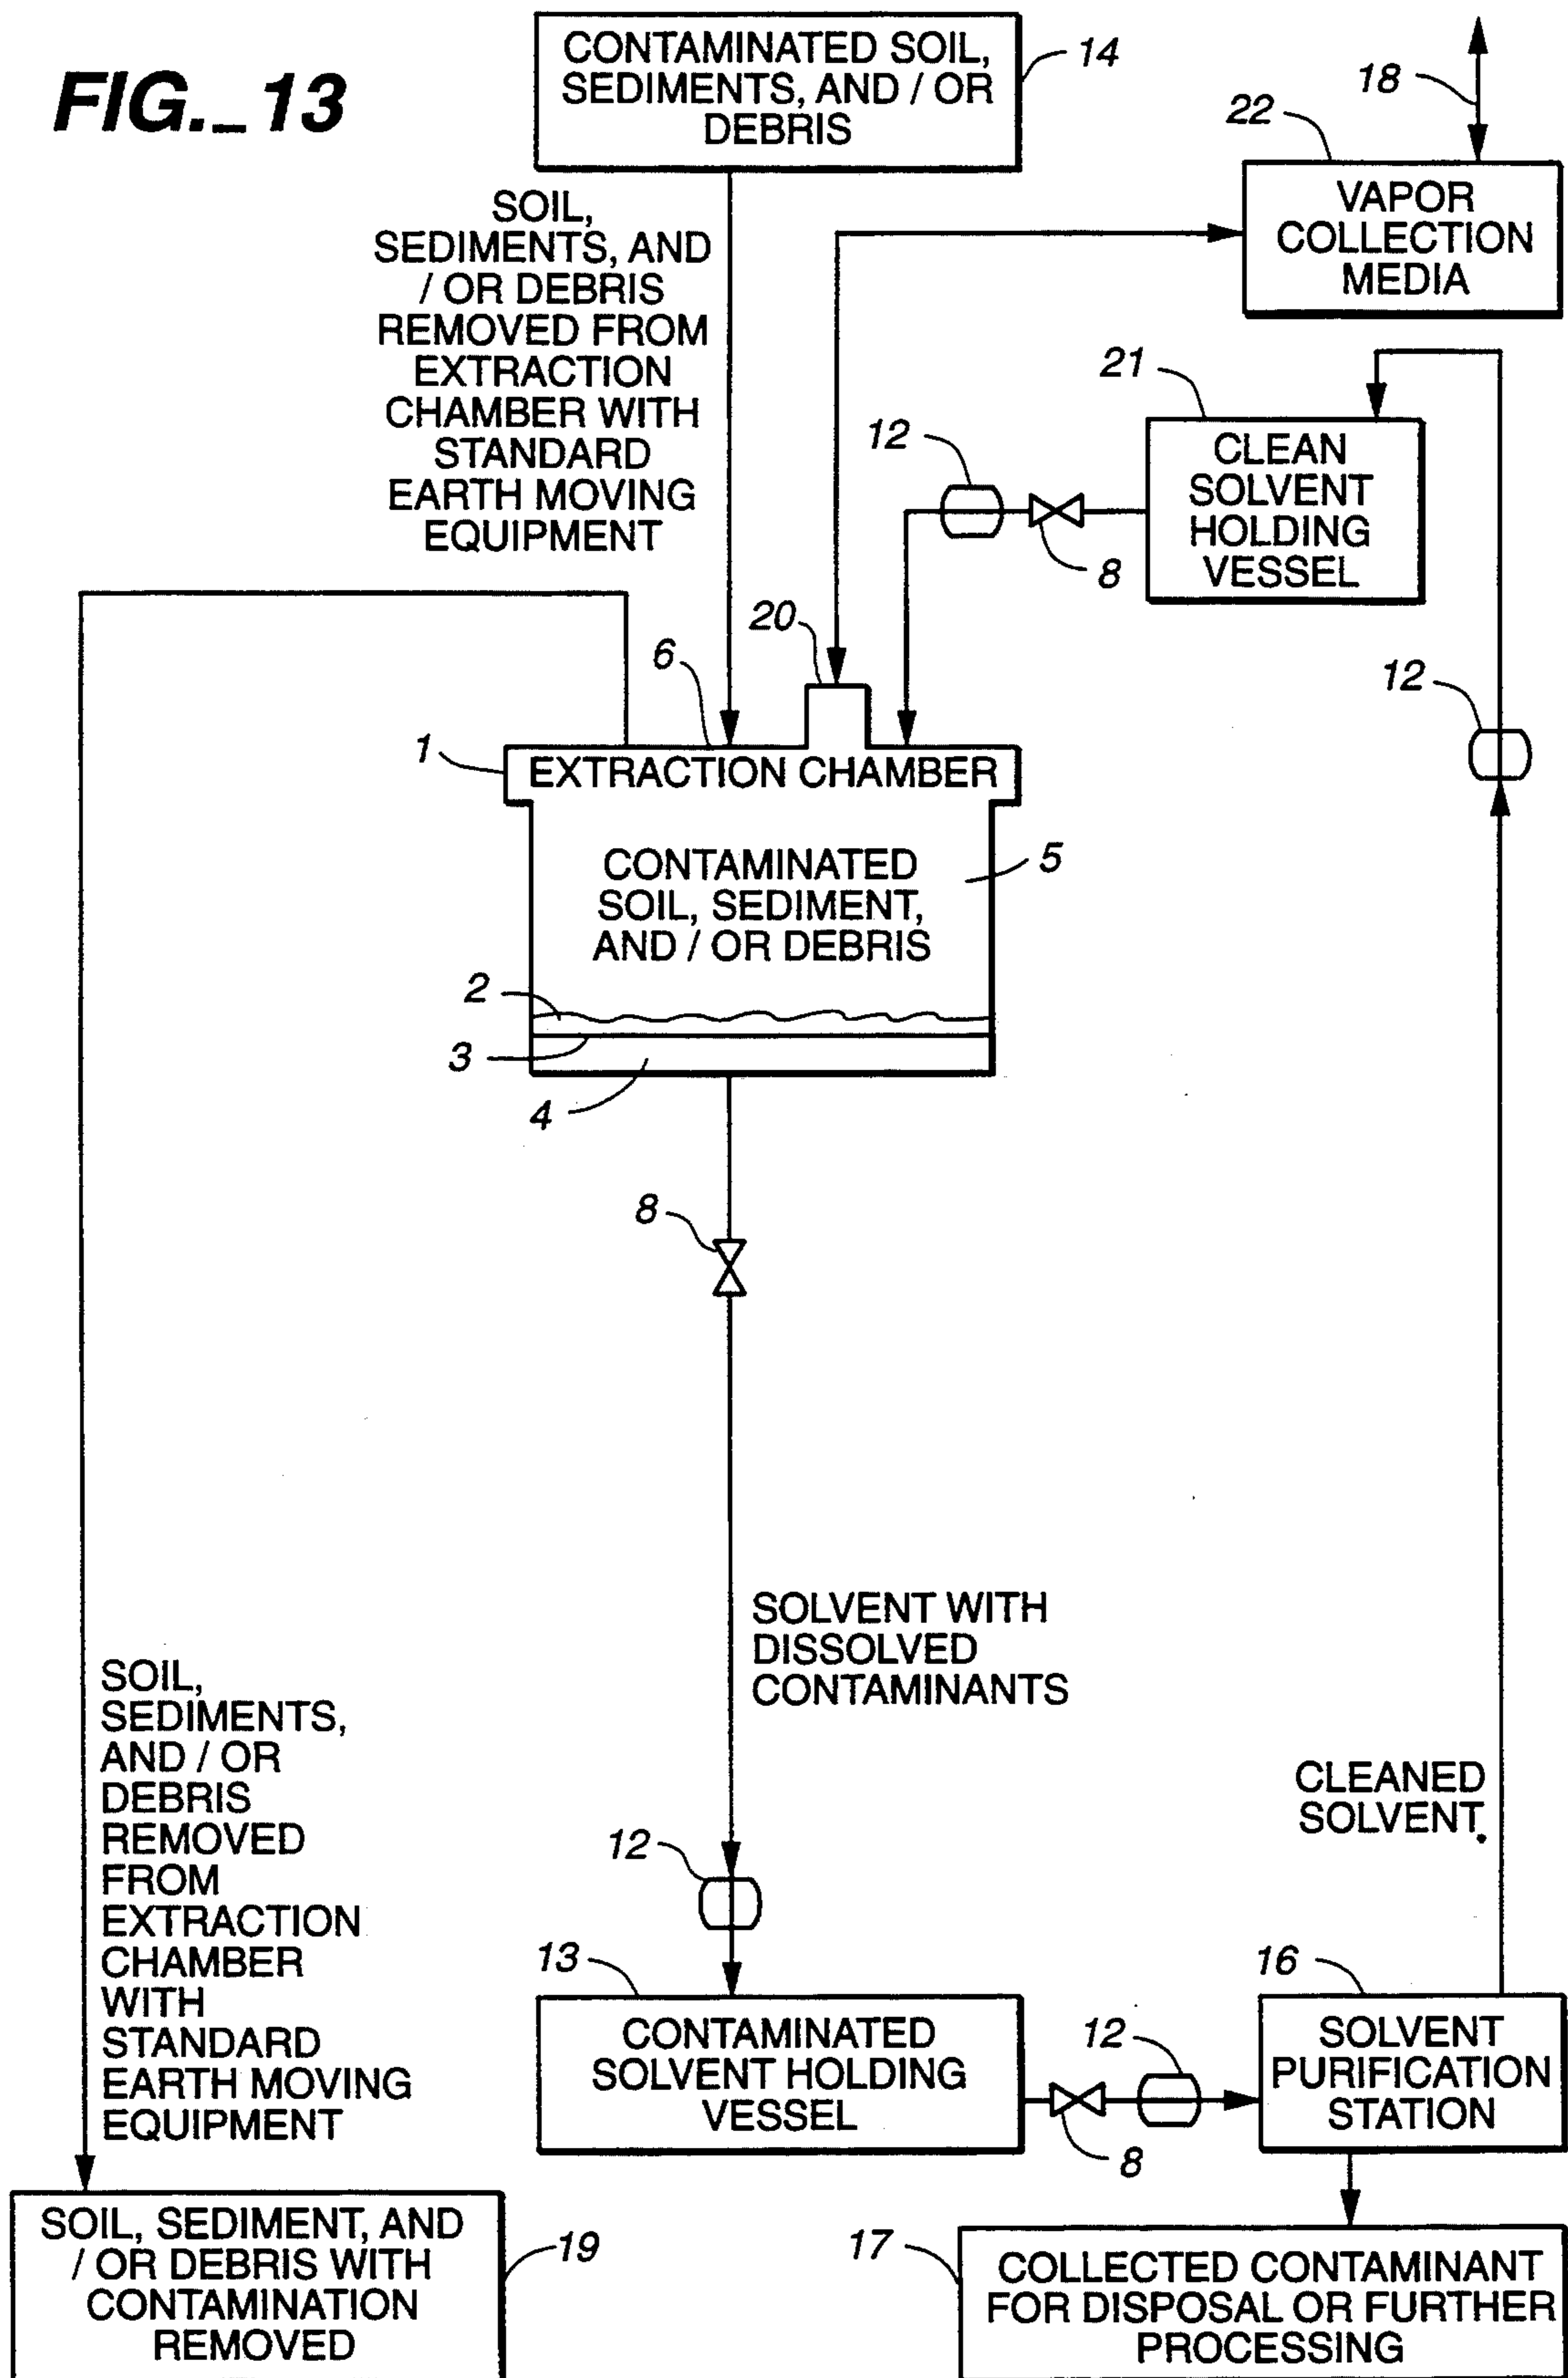 FIG._13
CONTAMINATED SOIL,
SEDIMENTS, AND / OR
DEBRIS
14
18
22
VAPOR
COLLECTION
MEDIA
SOIL,
SEDIMENTS, AND
/ OR DEBRIS
REMOVED FROM
EXTRACTION
CHAMBER WITH
STANDARD
EARTH MOVING
EQUIPMENT
21
CLEAN
SOLVENT
HOLDING
VESSEL
12
8
20
6
12
1
EXTRACTION CHAMBER
CONTAMINATED
SOIL, SEDIMENT,
AND / OR DEBRIS
5
2
3
4
8
SOLVENT WITH
DISSOLVED
CONTAMINANTS
SOIL,
SEDIMENTS,
AND / OR
DEBRIS
REMOVED
FROM
EXTRACTION
CHAMBER
WITH
STANDARD
EARTH MOVING
EQUIPMENT
CLEANED
SOLVENT
12
13
CONTAMINATED
SOLVENT HOLDING
VESSEL
12
8
16
SOLVENT
PURIFICATION
STATION
SOIL, SEDIMENT, AND
/ OR DEBRIS WITH
CONTAMINATION
REMOVED
19
17
COLLECTED CONTAMINANT
FOR DISPOSAL OR FURTHER
PROCESSING